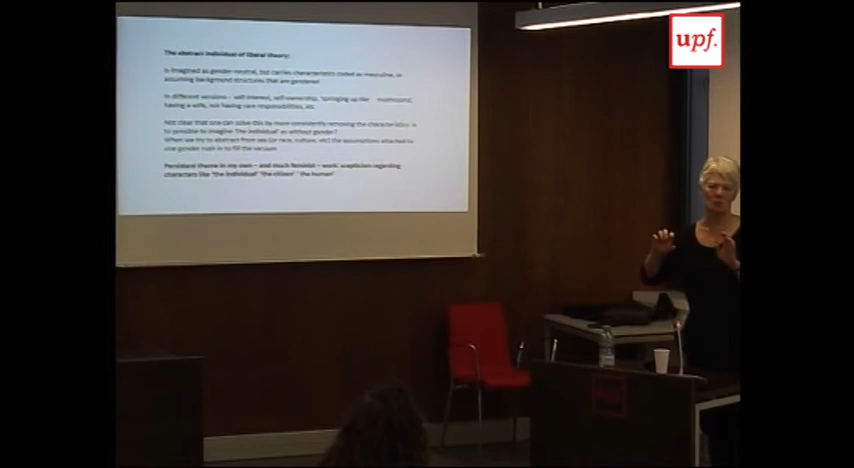 upf.
The abstract individual of liberal theory:
Is imagined as gender-neutral, but carries characteristics coded as masculine, or
assuming background structures that are gendered
In different versions – self-interest, self-ownership, 'springing up like mushrooms',
having a wife, not having care responsibilities, etc
Not clear that one can solve this by more consistently removing the characteristics: is
to possible to imagine 'the individual' as without gender?
When we try to abstract from sex (or race, culture, etc) the assumptions attached to
one gender rush in to fill the vacuum
Persistent theme in my own – and much feminist – work: scepticism regarding
characters like 'the individual' 'the citizen' 'the human'